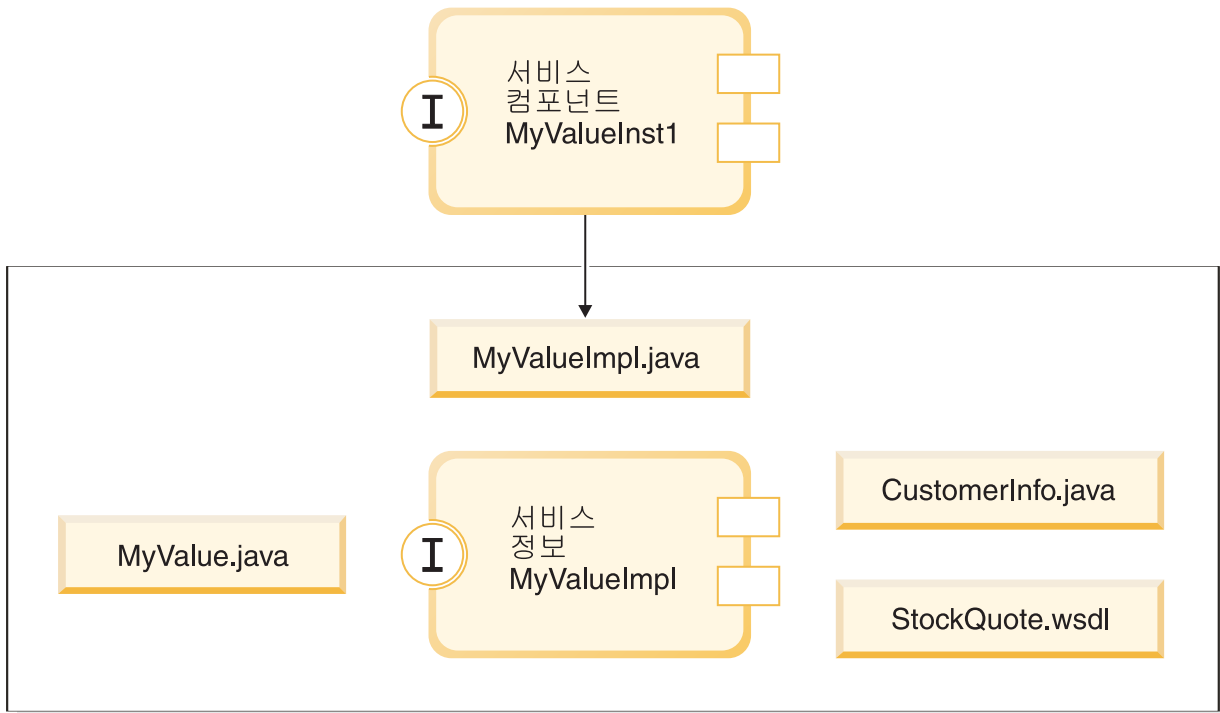 서비스
컴포넌트
MyValueInst1
I
MyValueImpl.java
MyValue.java
I
서비스
정보
MyValueImpl
CustomerInfo.java
StockQuote.wsdl